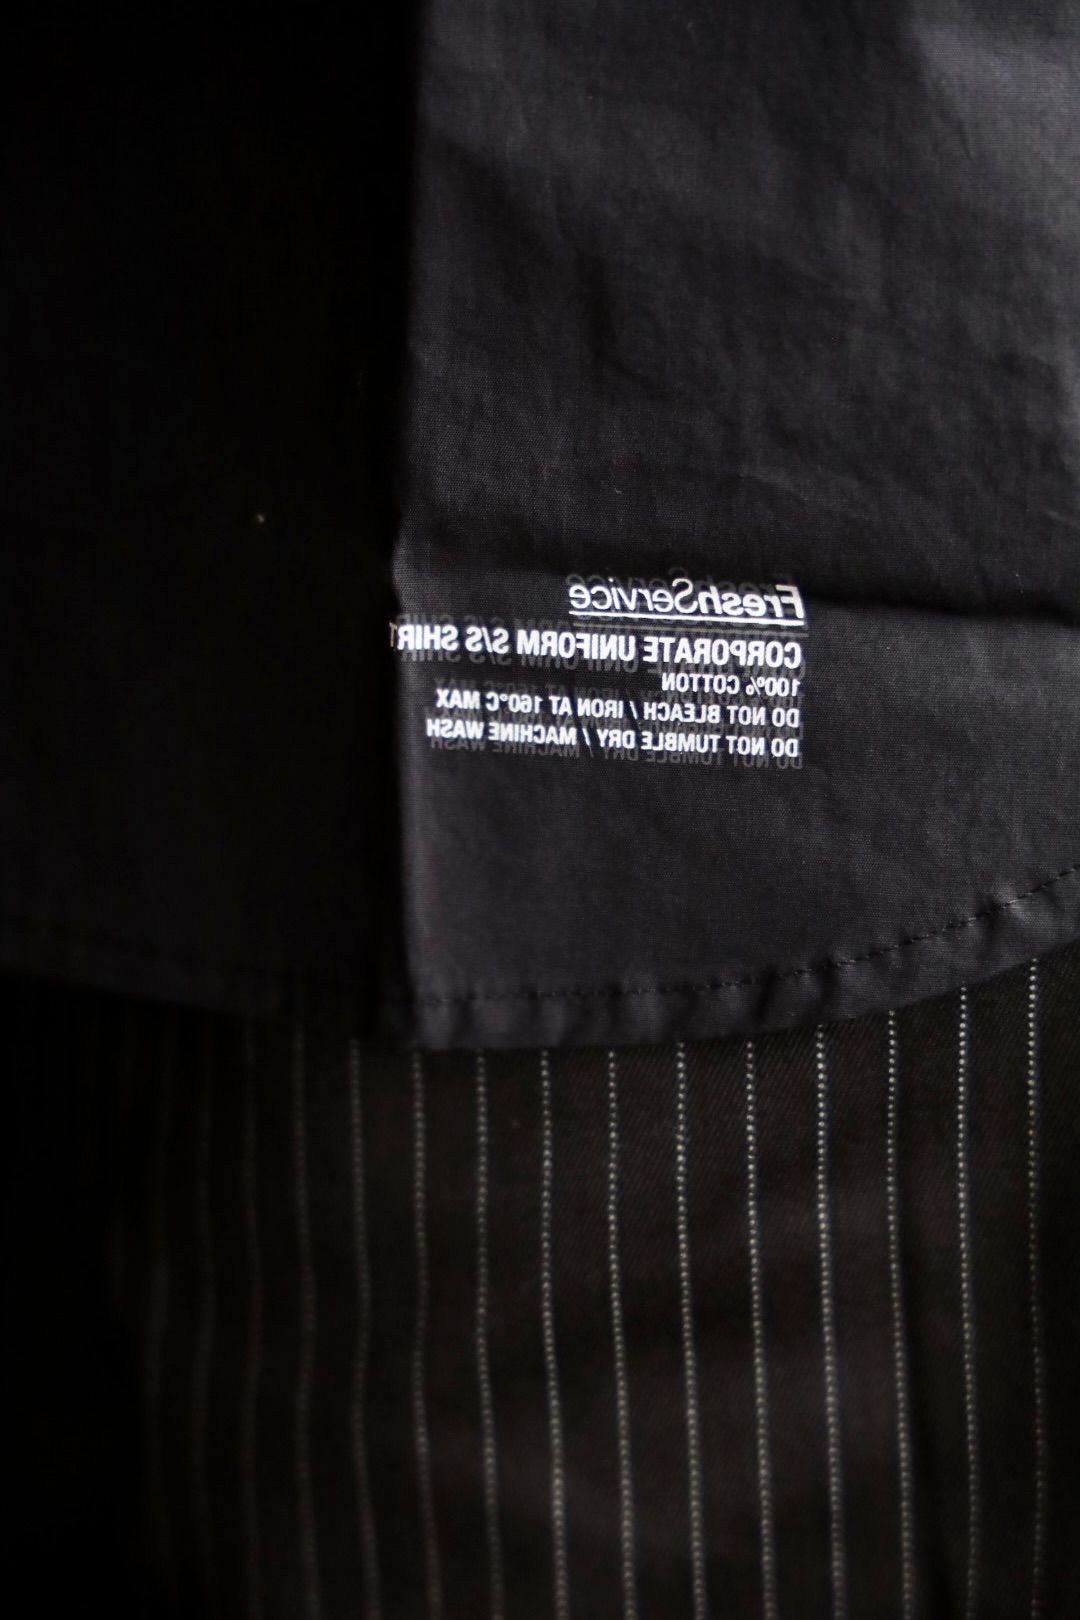 FreshService
CORPORATE UNIFORM S/S SHIRT
100% COTTON
DO NOT BLEACH / IRON AT 160°C MAX
DO NOT TUMBLE DRY / MACHINE WASH